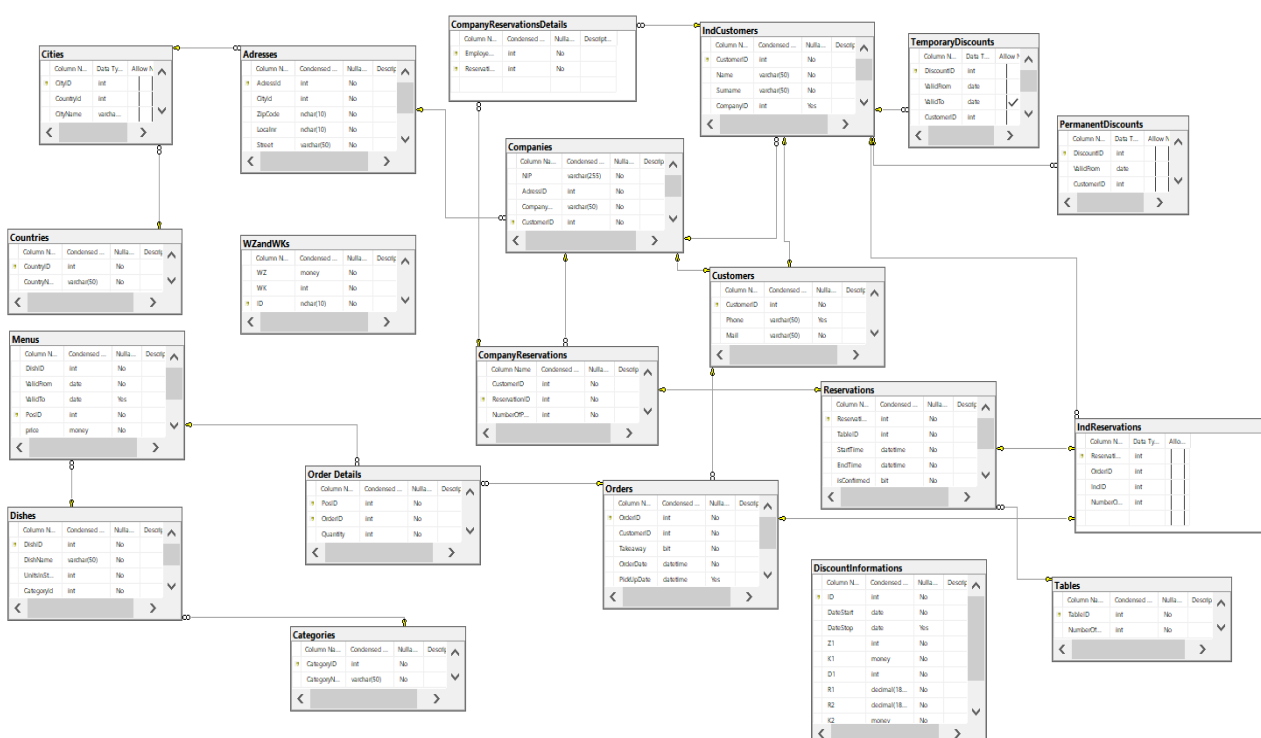 CompanyReservationsDetails
Column N... Condensed ... Nulla... Descript...
Employe... int No
Reservati... int No
IndCustomers
Column N... Condensed ... Nulla... Descrip
CustomerID int No
Name varchar(50) No
Surname varchar(50) No
CompanyID int Yes
TemporaryDiscounts
Column N... Data T... Allow N
DiscountID int
ValidFrom date
ValidTo date
CustomerID int
Cities
Column N... Data Ty... Allow N
CityID int
CountryId int
CityName varcha...
Adresses
Column N... Condensed ... Nulla... Descrip
AdressId int No
CityId int No
ZipCode nchar(10) No
Localnr nchar(10) No
Street varchar(50) No
PermanentDiscounts
Column N... Data T... Allow N
DiscountID int
ValidFrom date
CustomerID int
Companies
Column Na... Condensed ... Nulla... Descrip
NIP varchar(255) No
AdressID int No
Company... varchar(50) No
CustomerID int No
Countries
Column N... Condensed ... Nulla... Descrip
CountryID int No
CountryN... varchar(50) No
WZandWKs
Column N... Condensed ... Nulla... Descrip
WZ money No
WK int No
ID nchar(10) No
Customers
Column N... Condensed ... Nulla... Descrip
CustomerID int No
Phone varchar(50) Yes
Mail varchar(50) No
Menus
Column N... Condensed ... Nulla... Descrip
DishID int No
ValidFrom date No
ValidTo date Yes
PosID int No
price money No
CompanyReservations
Column Name Condensed ... Nulla... Descrip
CustomerID int No
ReservationID int No
NumberOfP... int No
Reservations
Column N... Condensed ... Nulla... Descrip
Reservati... int No
TableID int No
StartTime datetime No
EndTime datetime No
isConfirmed bit No
IndReservations
Column N... Data Ty... Allo...
Reservati... int
OrderID int
IndID int
NumberO... int
Order Details
Column N... Condensed ... Nulla... Descrip
PosID int No
OrderID int No
Quantity int No
Orders
Column N... Condensed ... Nulla... Descrip
OrderID int No
CustomerID int No
Takeaway bit No
OrderDate datetime No
PickUpDate datetime Yes
Dishes
Column N... Condensed ... Nulla... Descrip
DishID int No
DishName varchar(50) No
UnitsInSt... int No
CategoryId int No
DiscountInformations
Column N... Condensed ... Nulla... Descrip
ID int No
DateStart date No
DateStop date Yes
Z1 int No
K1 money No
D1 int No
R1 decimal(18... No
R2 decimal(18... No
K2 money No
Tables
Column Na... Condensed ... Nulla... Descrip
TableID int No
NumberOf... int No
Categories
Column Na... Condensed ... Nulla... Descrip
CategoryID int No
CategoryN... varchar(50) No